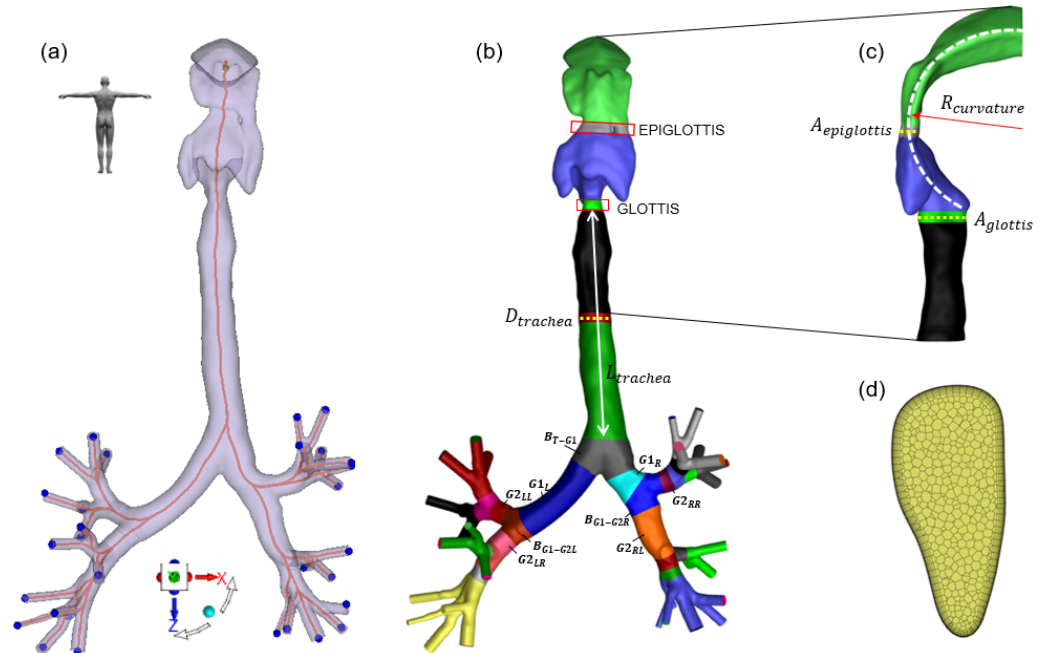 (a)
(b)
(c)
EPIGLOTTIS
GLOTTIS
R_curvature
A_epiglottis
A_glottis
D_trachea
L_trachea
(d)
B_T−G1
G1_R
G1_L
G2_LL
G2_RR
B_G1−G2R
B_G1−G2L
G2_RL
G2_LR
X
Y
Z